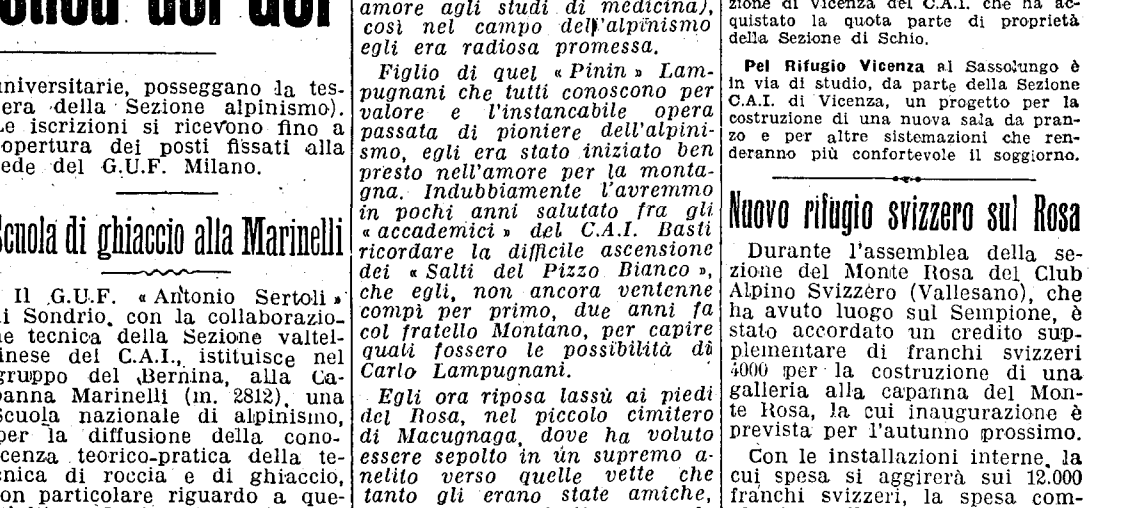 universitarie, posseggano la tes-
era della Sezione alpinismo).
Le iscrizioni si ricevono fino a
copertura dei posti fissati alla
ede del G.U.F. Milano.
Scuola di ghiaccio alla Marinelli
Il G.U.F. « Antonio Sertoli »
di Sondrio, con la collaborazio-
ne tecnica della Sezione valtel-
linese del C.A.I., istituisce nel
gruppo del Bernina, alla Ca-
panna Marinelli (m. 2812), una
Scuola nazionale di alpinismo,
per la diffusione della cono-
scenza teorico-pratica della te-
cnica di roccia e di ghiaccio,
con particolare riguardo a que-
amore agli studi di medicina),
così nel campo dell'alpinismo
egli era radiosa promessa.
Figlio di quel « Pinin » Lam-
pugnani che tutti conoscono per
valore e l'instancabile opera
passata di pioniere dell'alpini-
smo, egli era stato iniziato ben
presto nell'amore per la monta-
gna. Indubbiamente l'avremmo
in pochi anni salutato fra gli
« accademici » del C.A.I. Basti
ricordare la difficile ascensione
dei « Salti del Pizzo Bianco »,
che egli, non ancora ventenne
compì per primo, due anni fa
col fratello Montano, per capire
quali fossero le possibilità di
Carlo Lampugnani.
Egli ora riposa lassù ai piedi
del Rosa, nel piccolo cimitero
di Macugnaga, dove ha voluto
essere sepolto in un supremo a-
nelito verso quelle vette che
tanto gli erano state amiche,
zione di Vicenza del C.A.I. che ha ac-
quistato la quota parte di proprietà
della Sezione di Schio.
Pel Rifugio Vicenza al Sassolungo è
in via di studio, da parte della Sezione
C.A.I. di Vicenza, un progetto per la
costruzione di una nuova sala da pran-
zo e per altre sistemazioni che ren-
deranno più confortevole il soggiorno.
Nuovo rifugio svizzero sul Rosa
Durante l'assemblea della se-
zione del Monte Rosa del Club
Alpino Svizzero (Vallesano), che
ha avuto luogo sul Sempione, è
stato accordato un credito sup-
plementare di franchi svizzeri
4000 per la costruzione di una
galleria alla capanna del Mon-
te Rosa, la cui inaugurazione è
prevista per l'autunno prossimo.
Con le installazioni interne, la
cui spesa si aggirerà sui 12.000
franchi svizzeri, la spesa com-